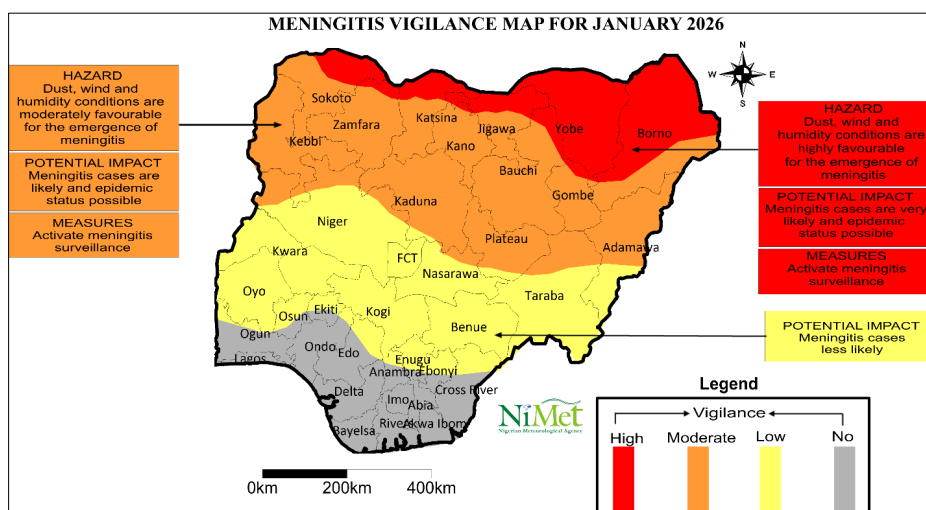 MENINGITIS VIGILANCE MAP FOR JANUARY 2026
HAZARD
Dust, wind and
humidity conditions are
moderately favourable
for the emergence of
meningitis
POTENTIAL IMPACT
Meningitis cases are
likely and epidemic
status possible
MEASURES
Activate meningitis
surveillance
N
W
E
S
HAZARD
Dust, wind and
humidity conditions are
highly favourable
for the emergence of
meningitis
POTENTIAL IMPACT
Meningitis cases are very
likely and epidemic
status possible
MEASURES
Activate meningitis
surveillance
POTENTIAL IMPACT
Meningitis cases
less likely
Sokoto
Zamfara
Katsina
Jigawa
Yobe
Borno
Kebbi
Kano
Bauchi
Gombe
Kaduna
Plateau
Adamawa
Niger
Kwara
FCT
Nasarawa
Taraba
Oyo
Osun
Ekiti
Kogi
Benue
Ogun
Lagos
Ondo
Edo
Enugu
Ebonyi
Anambra
Delta
Imo
Abia
Cross River
Bayelsa
Rivers
Akwa Ibom
NiMet
Nigerian Meteorological Agency
0km 200km 400km
Legend
Vigilance
High Moderate Low No